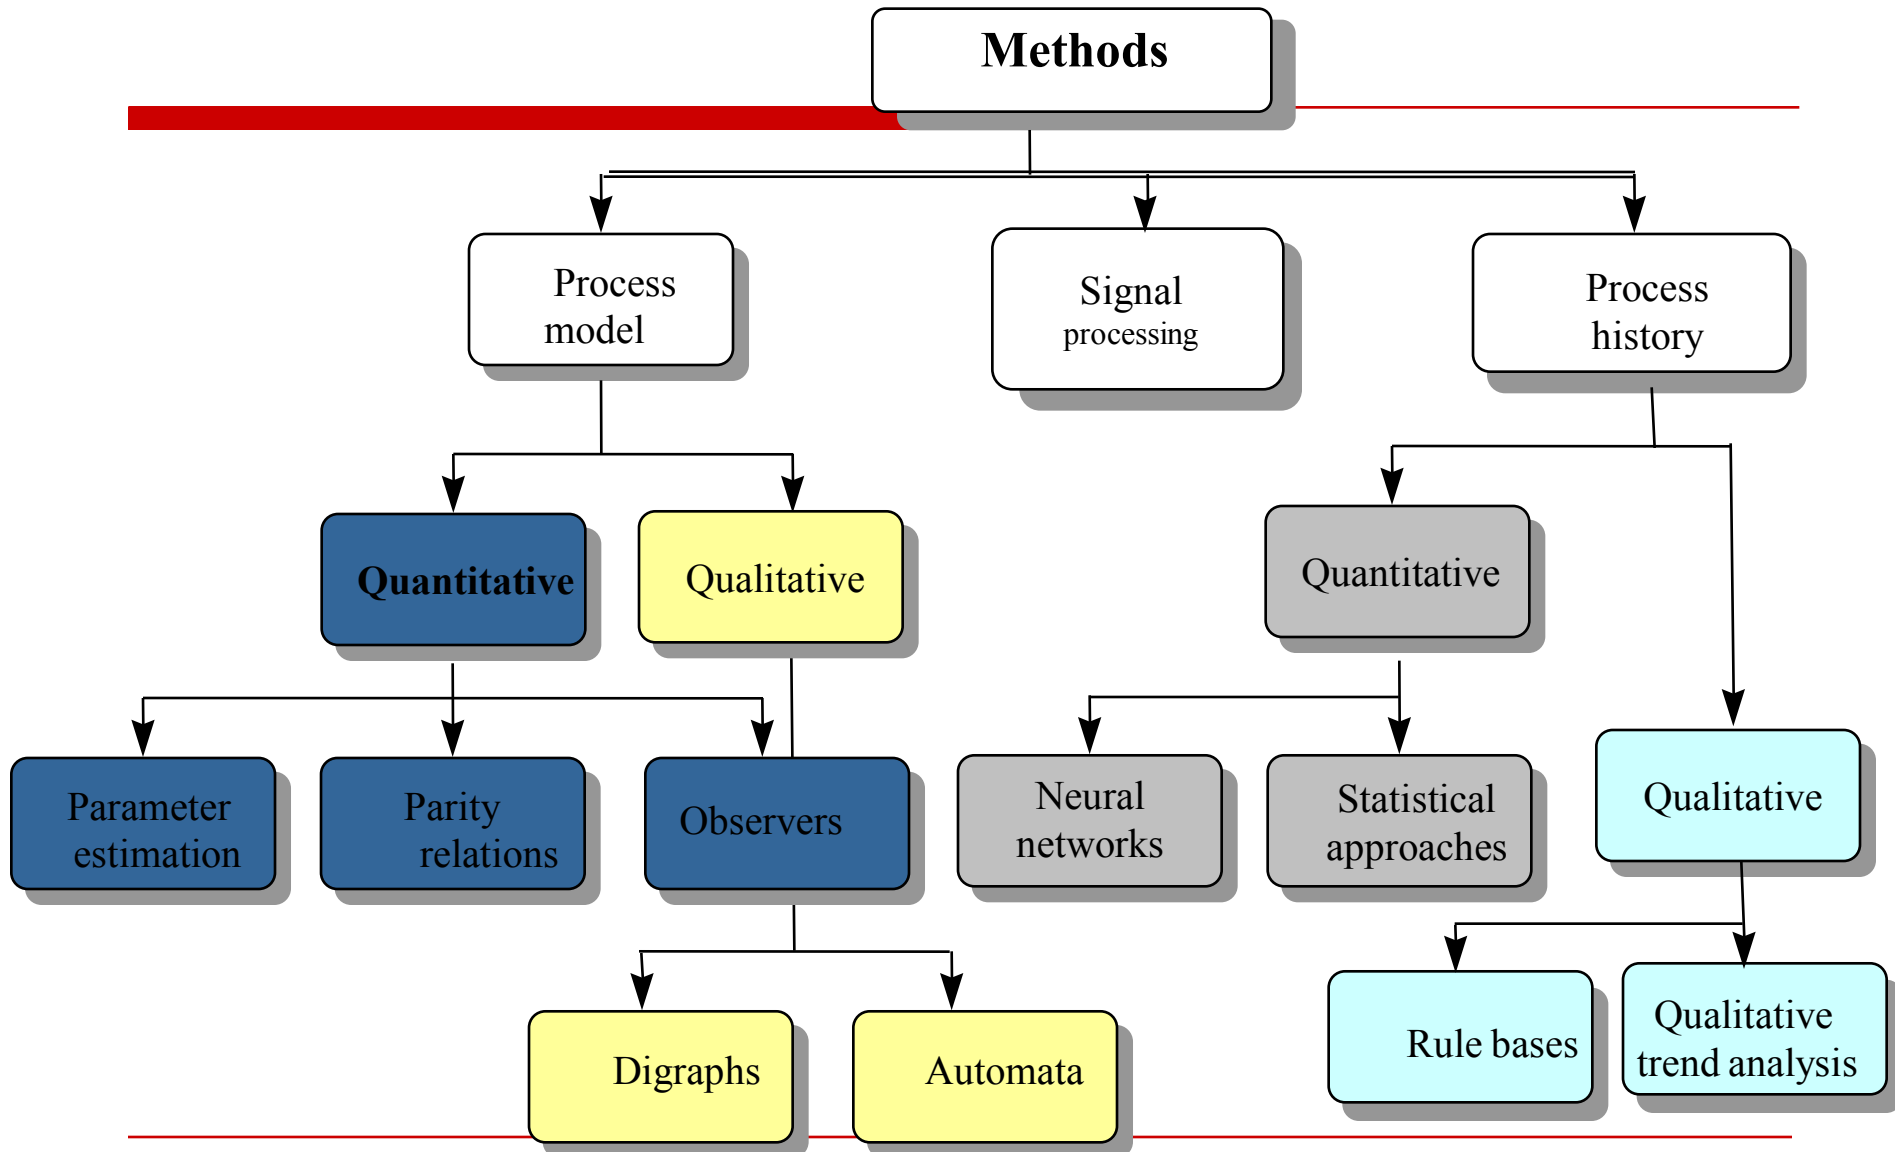 Methods
Process
model
Signal
processing
Process
history
Quantitative
Qualitative
Quantitative
Parameter
estimation
Parity
relations
Observers
Neural
networks
Statistical
approaches
Qualitative
Digraphs
Automata
Rule bases
Qualitative
trend analysis